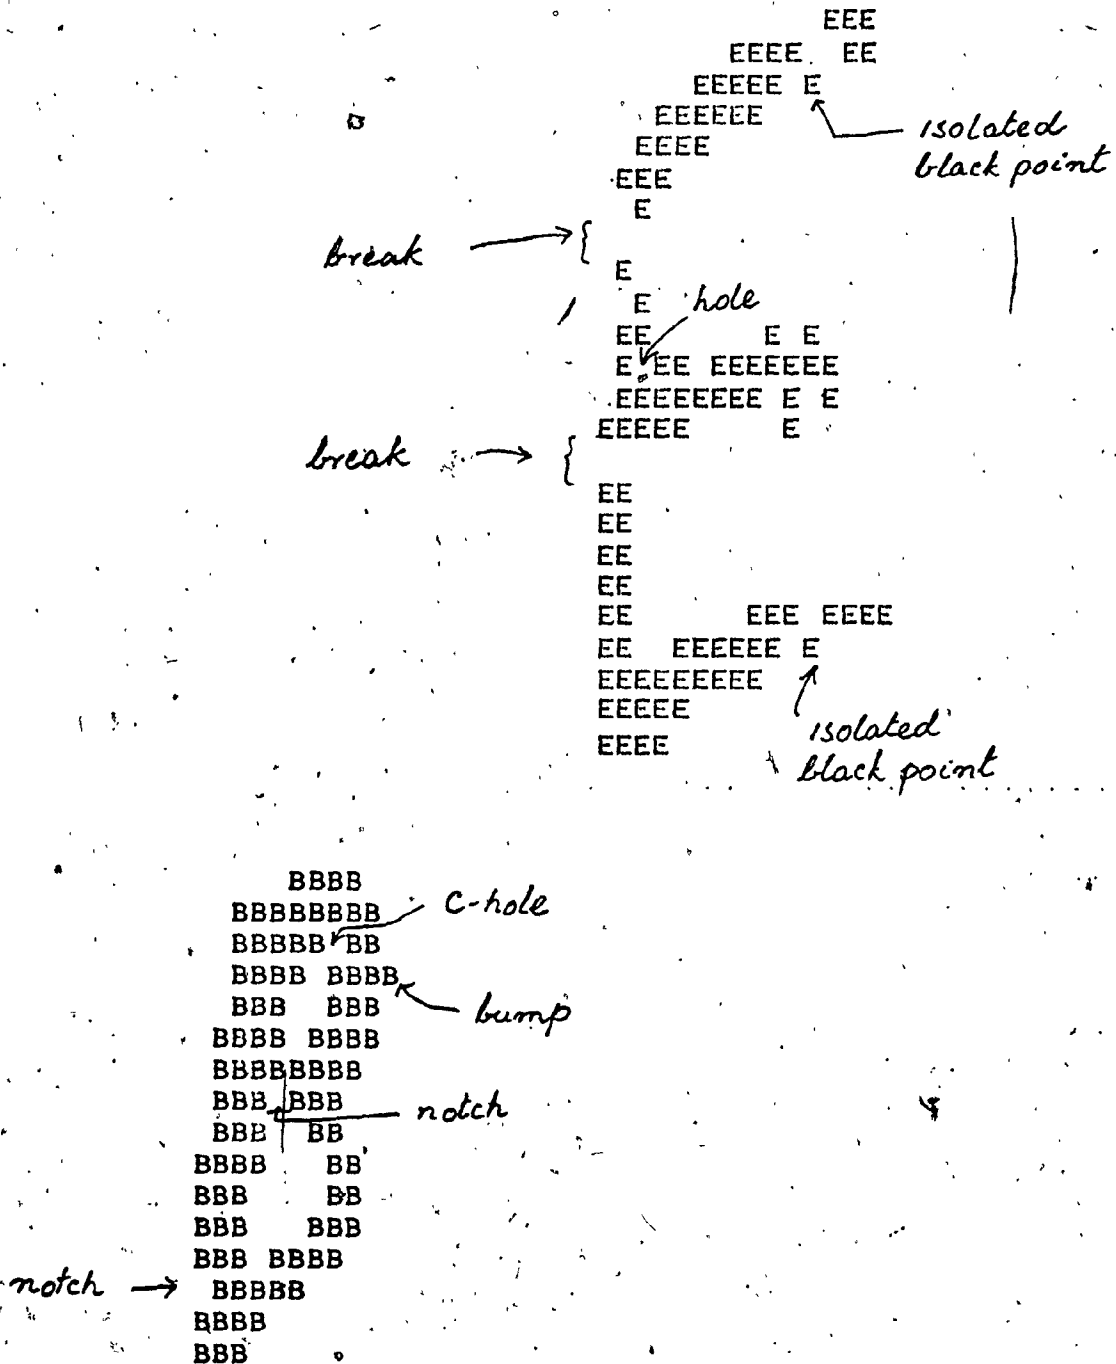 EEE
EEEE EE
EEEEE E
EEEEEE
isolated
black point
EEEE
EEE
E
break
E
E hole
EE E E
E EE EEEEEEE
EEEEEEEE E E
EEEEE E
break
EE
EE
EE
EE
EE EEE EEEE
EE EEEEEE E
EEEEEEEEE
EEEEE
isolated
EEEE
black point
BBBB
BBBBBBBB C-hole
BBBBB BB
BBBB BBBB
BBB BBB bump
BBBB BBBB
BBBBBBBB
BBB BBB notch
BBB BB
BBBB BB
BBB BB
BBB BBB
BBB BBBB
notch BBBBB
BBBB
BBB